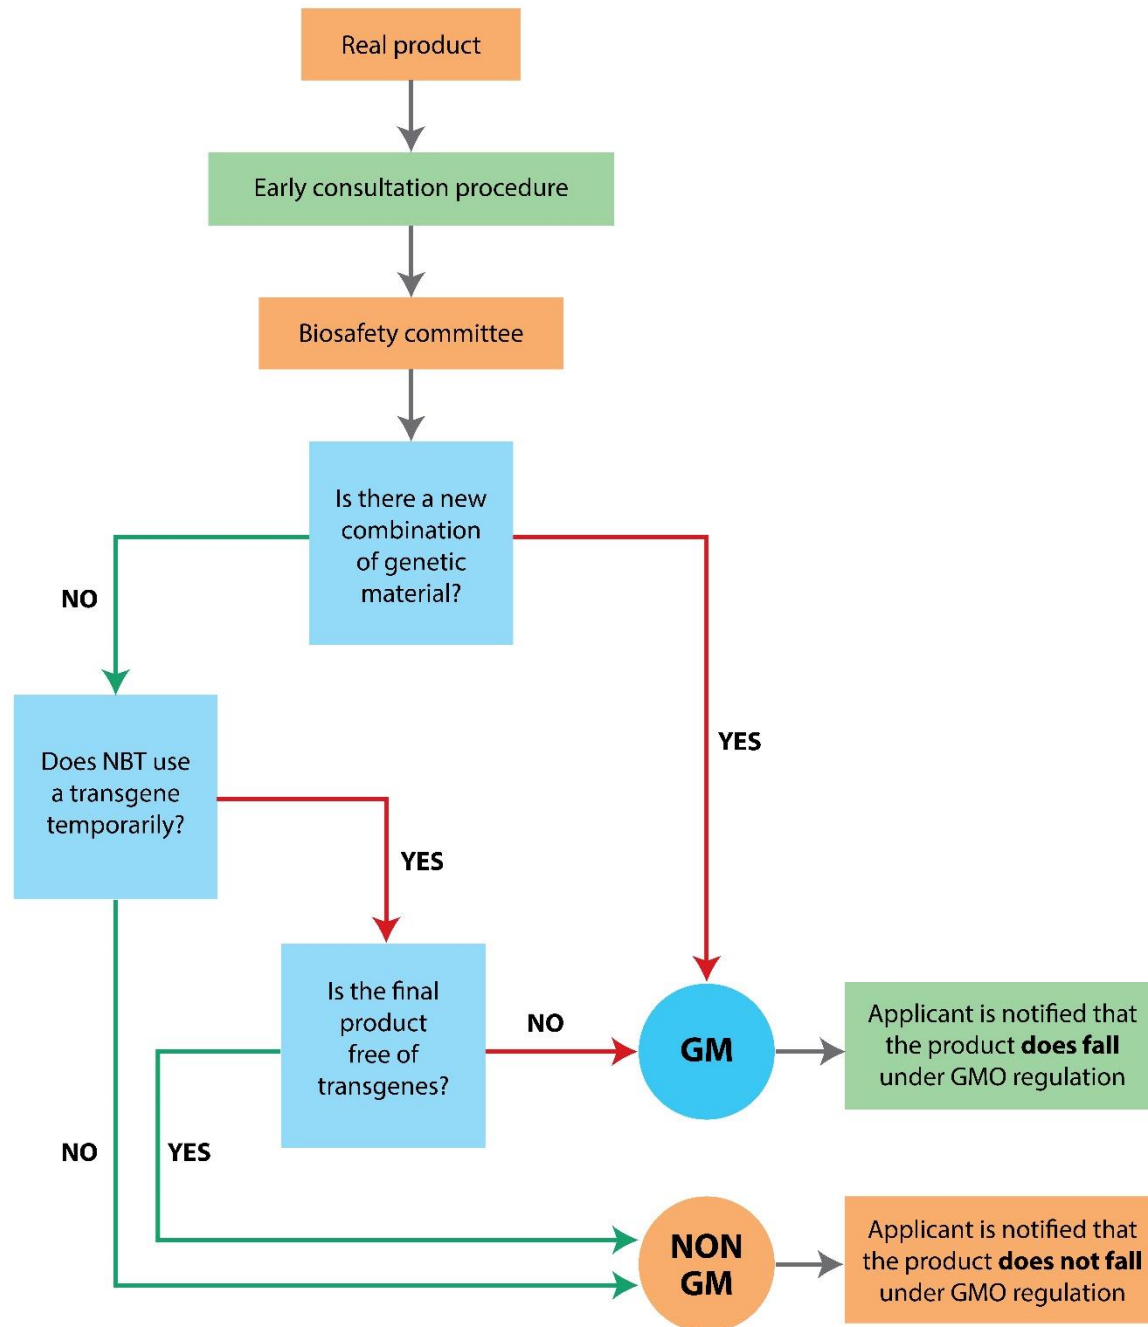 Real product
Early consultation procedure
Biosafety committee
Is there a new
combination
of genetic
material?
NO
YES
Does NBT use
a transgene
temporarily?
YES
Is the final
product
free of
transgenes?
NO
GM
Applicant is notified that
the product does fall
under GMO regulation
NO
YES
NON
GM
Applicant is notified that
the product does not fall
under GMO regulation